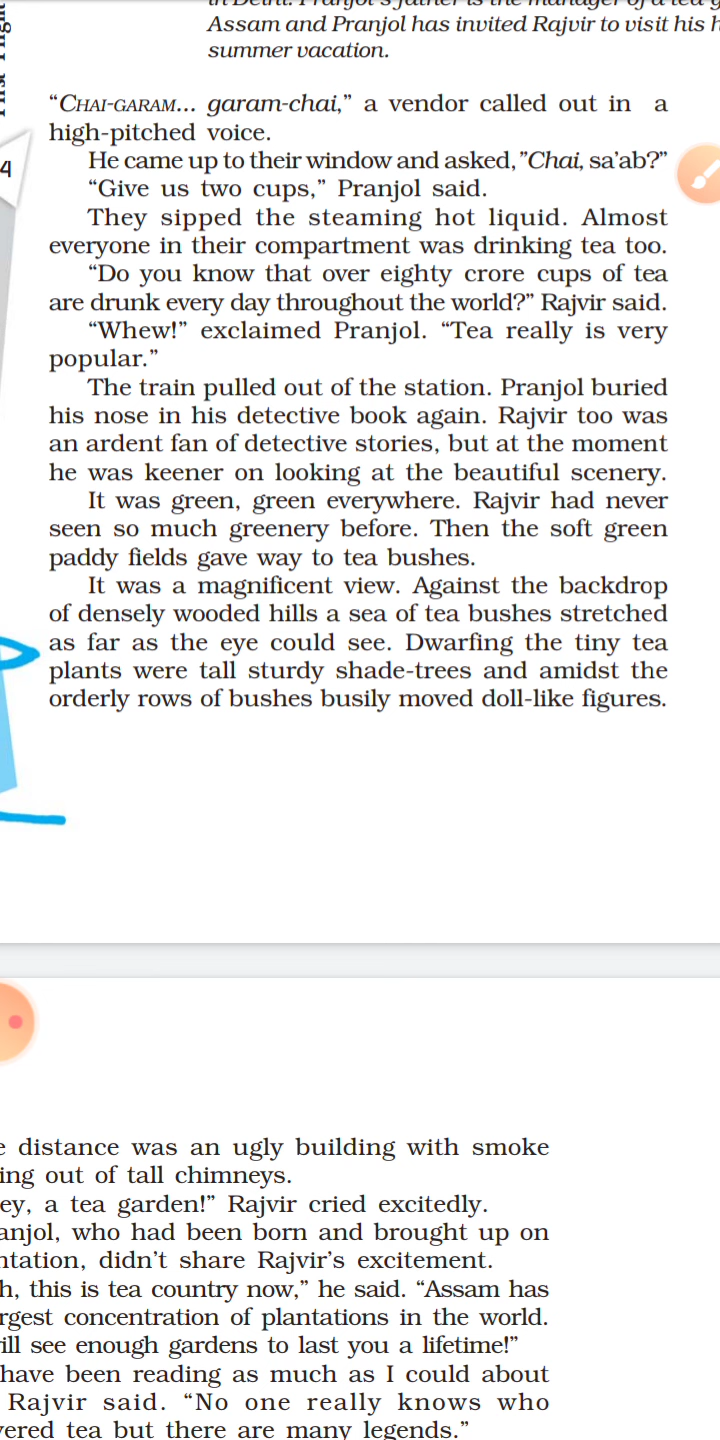 Assam and Pranjol has invited Rajvir to visit his
summer vacation.
4
“CHAI-GARAM... garam-chai,” a vendor called out in a
high-pitched voice.
He came up to their window and asked, ”Chai, sa’ab?”
“Give us two cups,” Pranjol said.
They sipped the steaming hot liquid. Almost
everyone in their compartment was drinking tea too.
“Do you know that over eighty crore cups of tea
are drunk every day throughout the world?” Rajvir said.
“Whew!” exclaimed Pranjol. “Tea really is very
popular.”
The train pulled out of the station. Pranjol buried
his nose in his detective book again. Rajvir too was
an ardent fan of detective stories, but at the moment
he was keener on looking at the beautiful scenery.
It was green, green everywhere. Rajvir had never
seen so much greenery before. Then the soft green
paddy fields gave way to tea bushes.
It was a magnificent view. Against the backdrop
of densely wooded hills a sea of tea bushes stretched
as far as the eye could see. Dwarfing the tiny tea
plants were tall sturdy shade-trees and amidst the
orderly rows of bushes busily moved doll-like figures.
distance was an ugly building with smoke
ing out of tall chimneys.
ey, a tea garden!” Rajvir cried excitedly.
anjol, who had been born and brought up on
ntation, didn’t share Rajvir’s excitement.
h, this is tea country now,” he said. “Assam has
rgest concentration of plantations in the world.
ill see enough gardens to last you a lifetime!”
have been reading as much as I could about
Rajvir said. “No one really knows who
vered tea but there are many legends.”